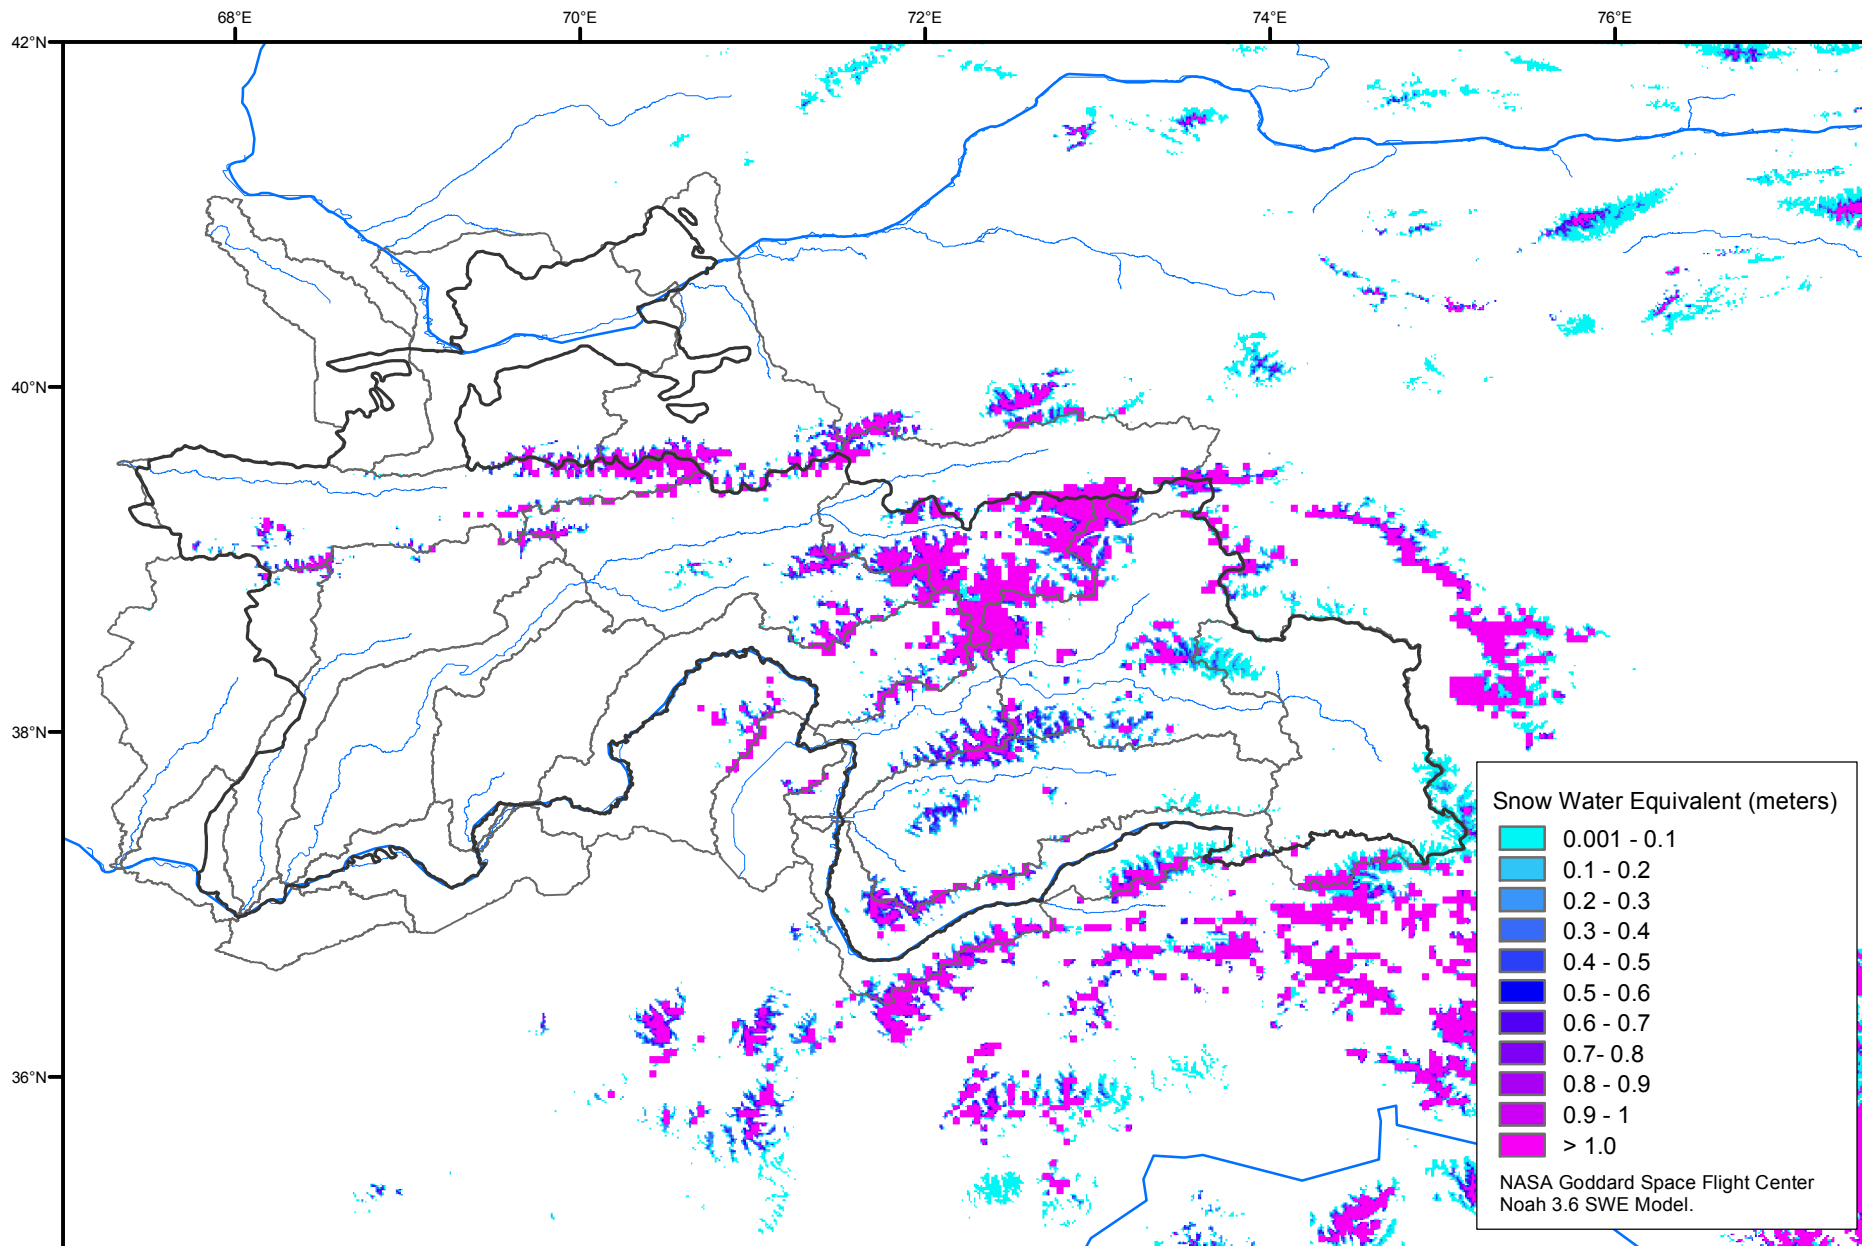 68°E 70°E 72°E 74°E 76°E
42°N
40°N
38°N
36°N
Snow Water Equivalent (meters)
0.001 - 0.1
0.1 - 0.2
0.2 - 0.3
0.3 - 0.4
0.4 - 0.5
0.5 - 0.6
0.6 - 0.7
0.7- 0.8
0.8 - 0.9
0.9 - 1
> 1.0
NASA Goddard Space Flight Center
Noah 3.6 SWE Model.